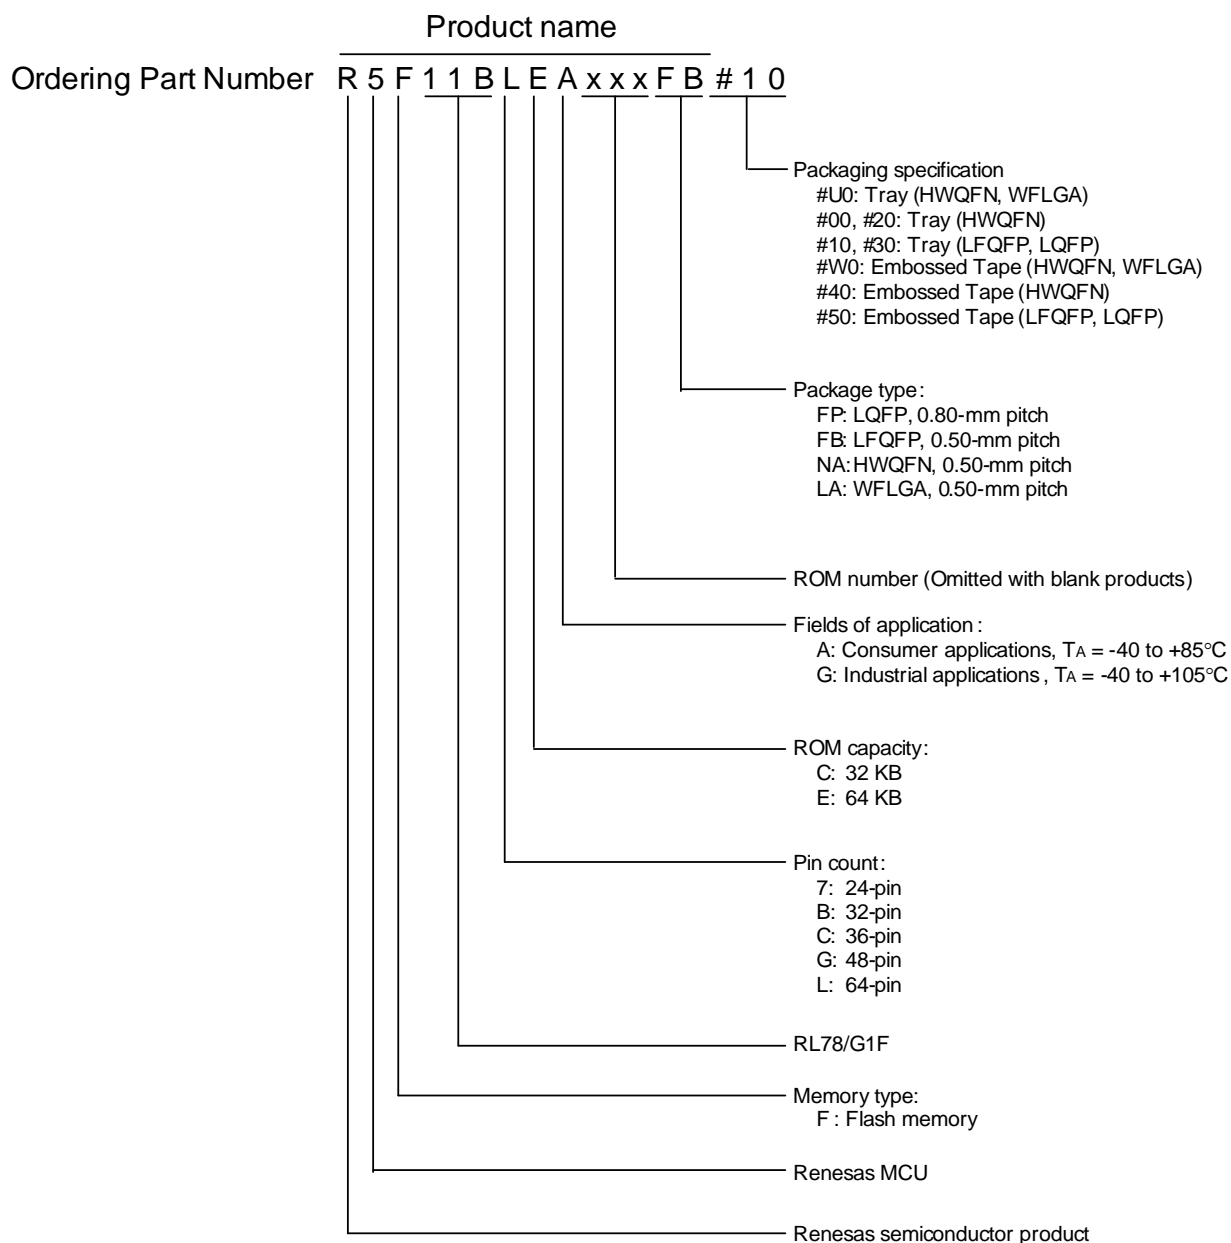 Product name
Ordering Part Number R 5 F 1 1 B L E A x x x F B # 1 0
Packaging specification
#U0: Tray (HWQFN, WFLGA)
#00, #20: Tray (HWQFN)
#10, #30: Tray (LFQFP, LQFP)
#W0: Embossed Tape (HWQFN, WFLGA)
#40: Embossed Tape (HWQFN)
#50: Embossed Tape (LFQFP, LQFP)
Package type:
FP: LQFP, 0.80-mm pitch
FB: LFQFP, 0.50-mm pitch
NA: HWQFN, 0.50-mm pitch
LA: WFLGA, 0.50-mm pitch
ROM number (Omitted with blank products)
Fields of application :
A: Consumer applications, TA = -40 to +85°C
G: Industrial applications , TA = -40 to +105°C
ROM capacity:
C: 32 KB
E: 64 KB
Pin count:
7: 24-pin
B: 32-pin
C: 36-pin
G: 48-pin
L: 64-pin
RL78/G1F
Memory type:
F : Flash memory
Renesas MCU
Renesas semiconductor product